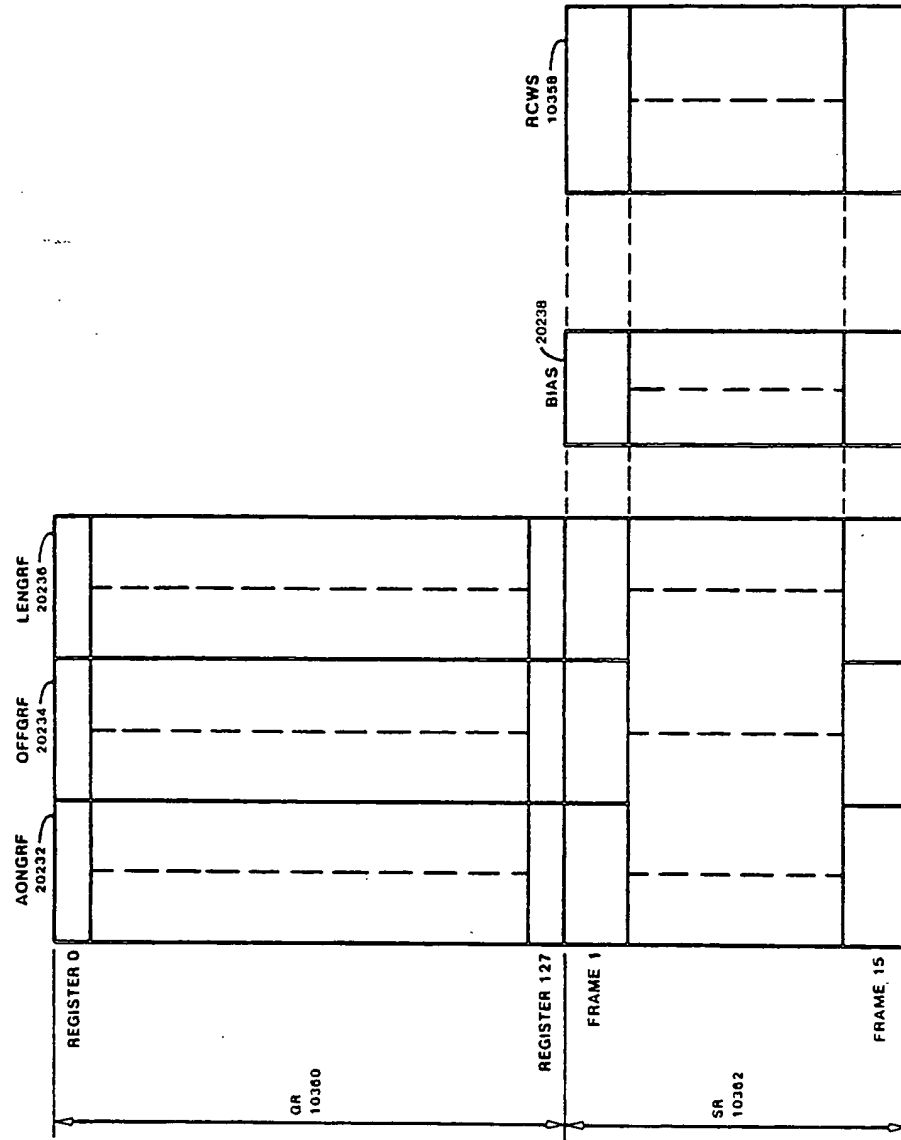 AONGRF
20232
OFFGRF
20234
LENGRF
20236
REGISTER 0
GR
10360
REGISTER 127
BIAS
20238
RCWS
10358
FRAME 1
SR
10362
FRAME 15